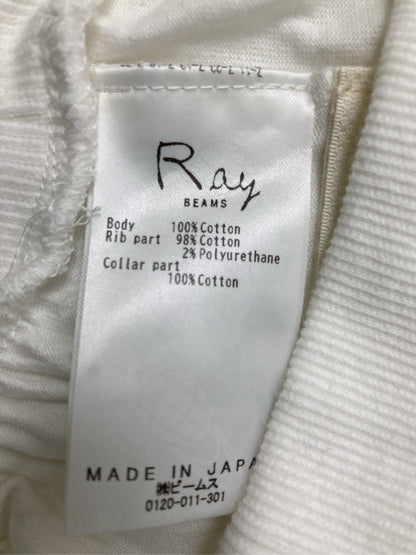 Ray
BEAMS
Body 100%Cotton
Rib part 98%Cotton
2%Polyurethane
Collar part
100%Cotton
MADE IN JAPA
㈱ビームス
0120-011-301